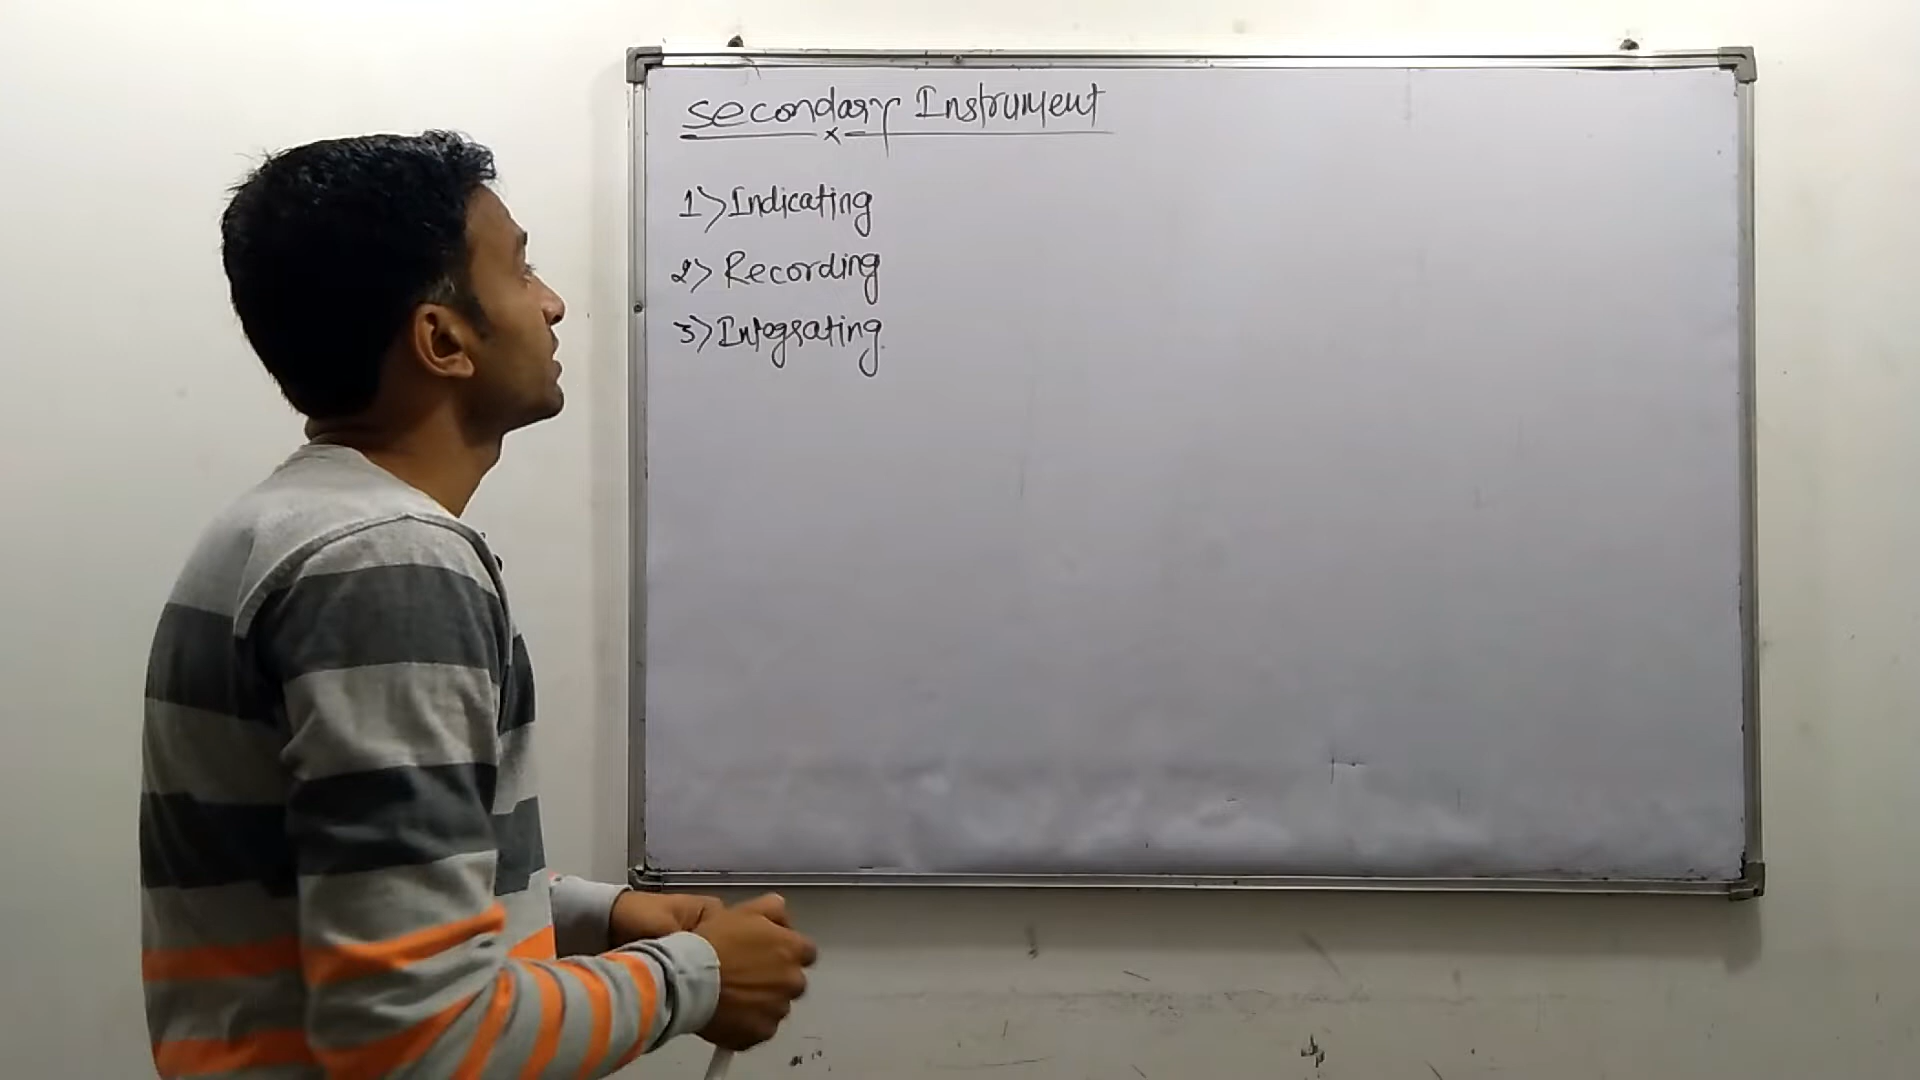 Secondary Instrument
1> Indicating
2> Recording
3> Integrating